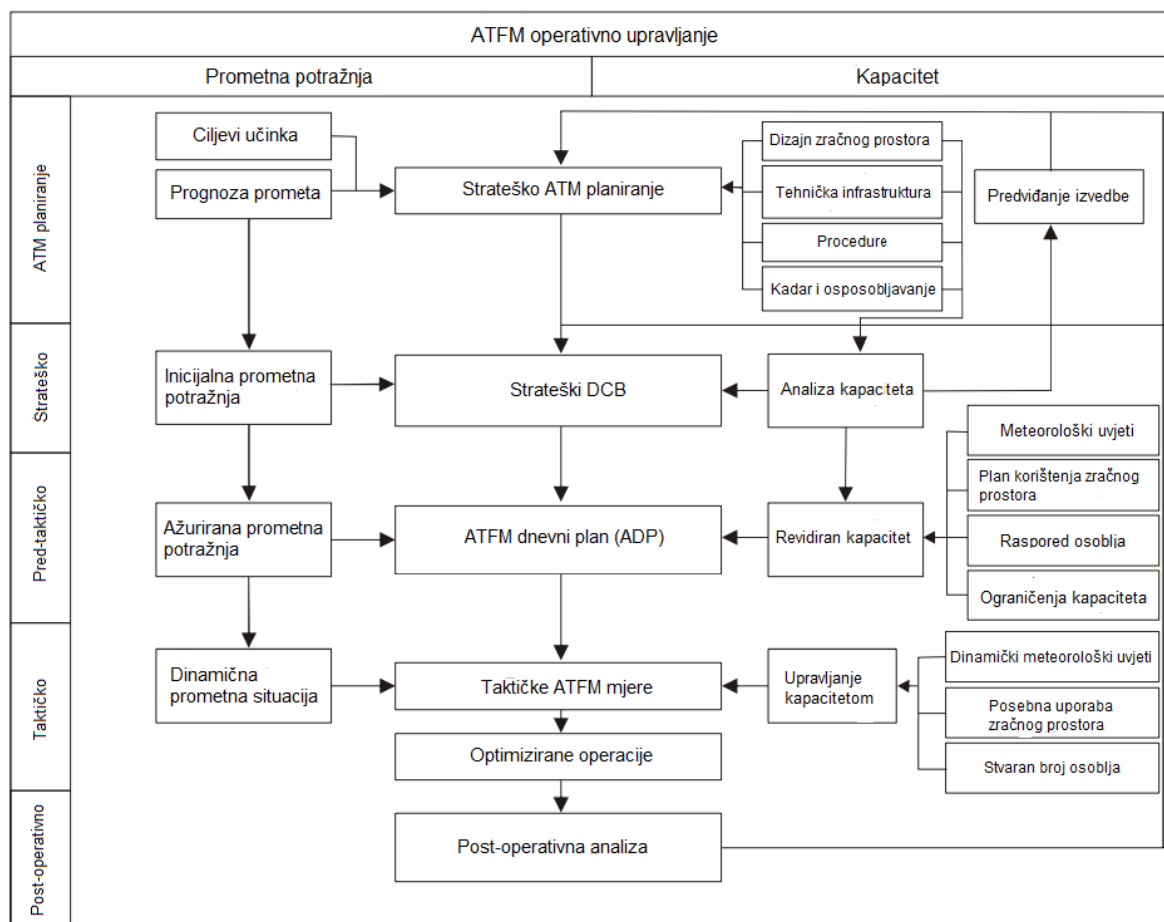 ATFM operativno upravljanje
Prometna potražnja
Kapacitet
ATM planiranje
Ciljevi učinka
Prognoza prometa
Strateško ATM planiranje
Dizajn zračnog prostora
Tehnička infrastruktura
Procedure
Kadar i osposobljavanje
Predviđanje izvedbe
Strateško
Inicijalna prometna
potražnja
Strateški DCB
Analiza kapaciteta
Pred-taktičko
Ažurirana prometna
potražnja
ATFM dnevni plan (ADP)
Revidiran kapacitet
Meteorološki uvjeti
Plan korištenja zračnog
prostora
Raspored osoblja
Ograničenja kapaciteta
Taktičko
Dinamična
prometna situacija
Taktičke ATFM mjere
Upravljanje
kapacitetom
Dinamički meteorološki uvjeti
Posebna uporaba
zračnog prostora
Stvaran broj osoblja
Optimizirane operacije
Post-operativno
Post-operativna analiza